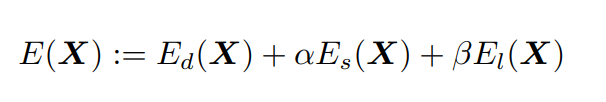 E(X) := E_d(X) + αE_s(X) + βE_l(X)